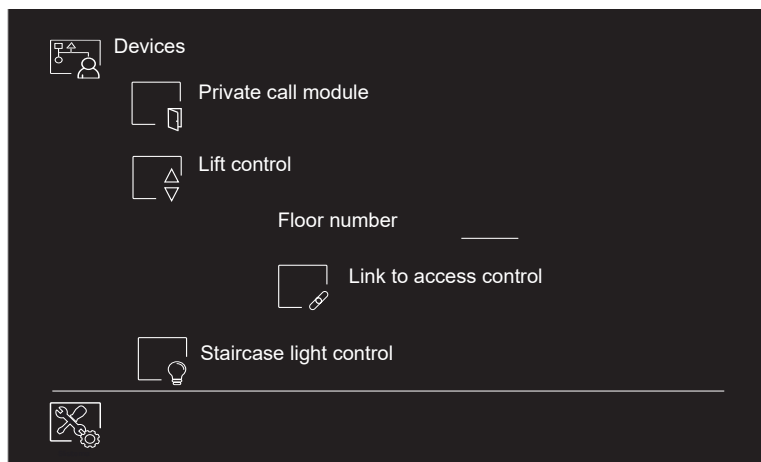 Devices
Private call module
Lift control
Floor number
Link to access control
Staircase light control